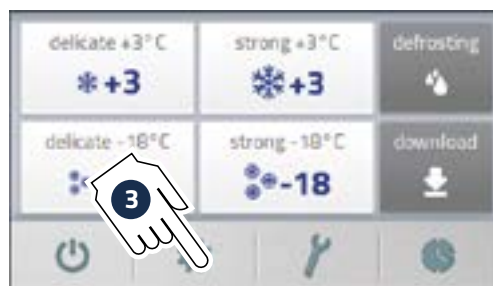 delicate +3°C strong +3°C defrosting
+3 +3
delicate -18°C strong -18°C download
3 -18